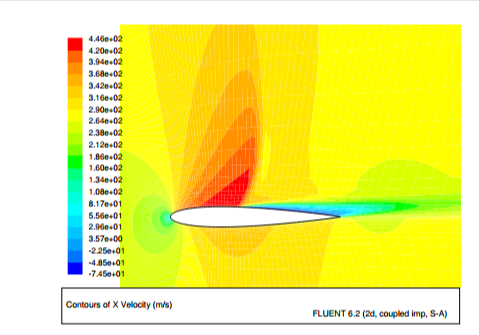 4.46e+02
4.20e+02
3.94e+02
3.68e+02
3.42e+02
3.16e+02
2.90e+02
2.64e+02
2.38e+02
2.12e+02
1.86e+02
1.60e+02
1.34e+02
1.08e+02
8.17e+01
5.56e+01
2.96e+01
3.57e+00
-2.25e+01
-4.85e+01
-7.45e+01
Contours of X Velocity (m/s)
FLUENT 6.2 (2d, coupled imp, S-A)